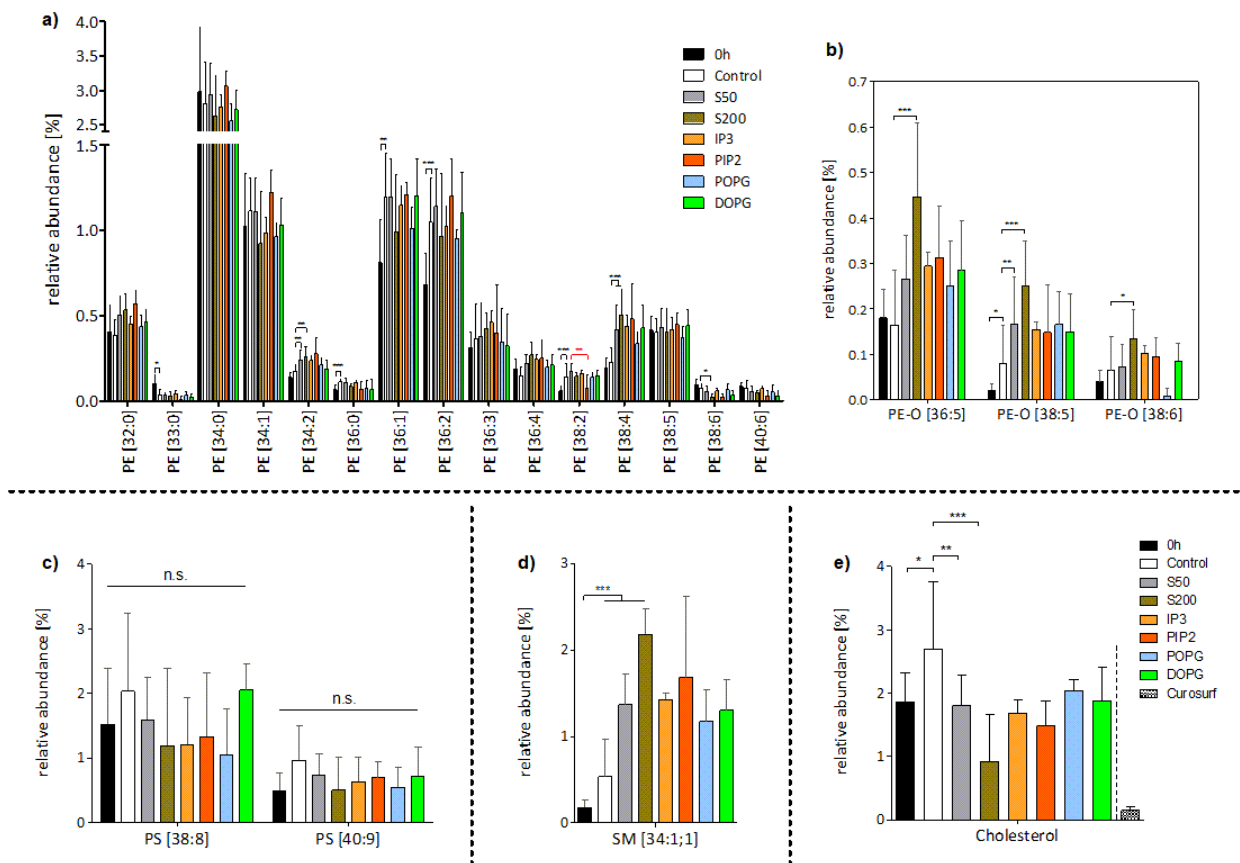 a)
relative abundance [%]
4.0
3.5
3.0
2.5
1.5
1.0
0.5
0.0
PE [32:0]
PE [33:0]
PE [34:0]
PE [34:1]
PE [34:2]
PE [36:0]
PE [36:1]
PE [36:2]
PE [36:3]
PE [36:4]
PE [38:2]
PE [38:4]
PE [38:5]
PE [38:6]
PE [40:6]
0h
Control
S50
S200
IP3
PIP2
POPG
DOPG
b)
relative abundance [%]
0.7
0.6
0.5
0.4
0.3
0.2
0.1
0.0
***
*
**
***
*
PE-O [36:5]
PE-O [38:5]
PE-O [38:6]
c)
relative abundance [%]
4
3
2
1
0
n.s.
n.s.
PS [38:8]
PS [40:9]
d)
relative abundance [%]
3
2
1
0
***
SM [34:1;1]
e)
relative abundance [%]
4
3
2
1
0
***
*
**
Cholesterol
0h
Control
S50
S200
IP3
PIP2
POPG
DOPG
Curosurf